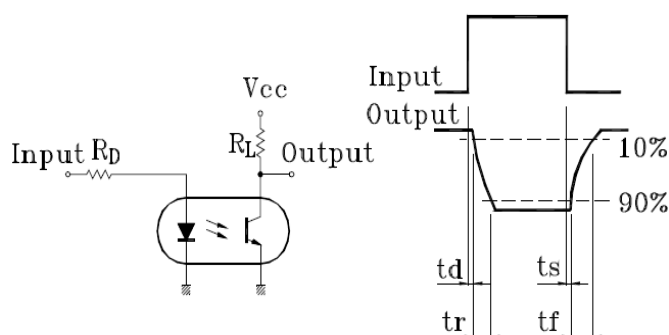 Vcc
Input RD
RL
Output
Input
Output
10%
90%
td
ts
tr
tf